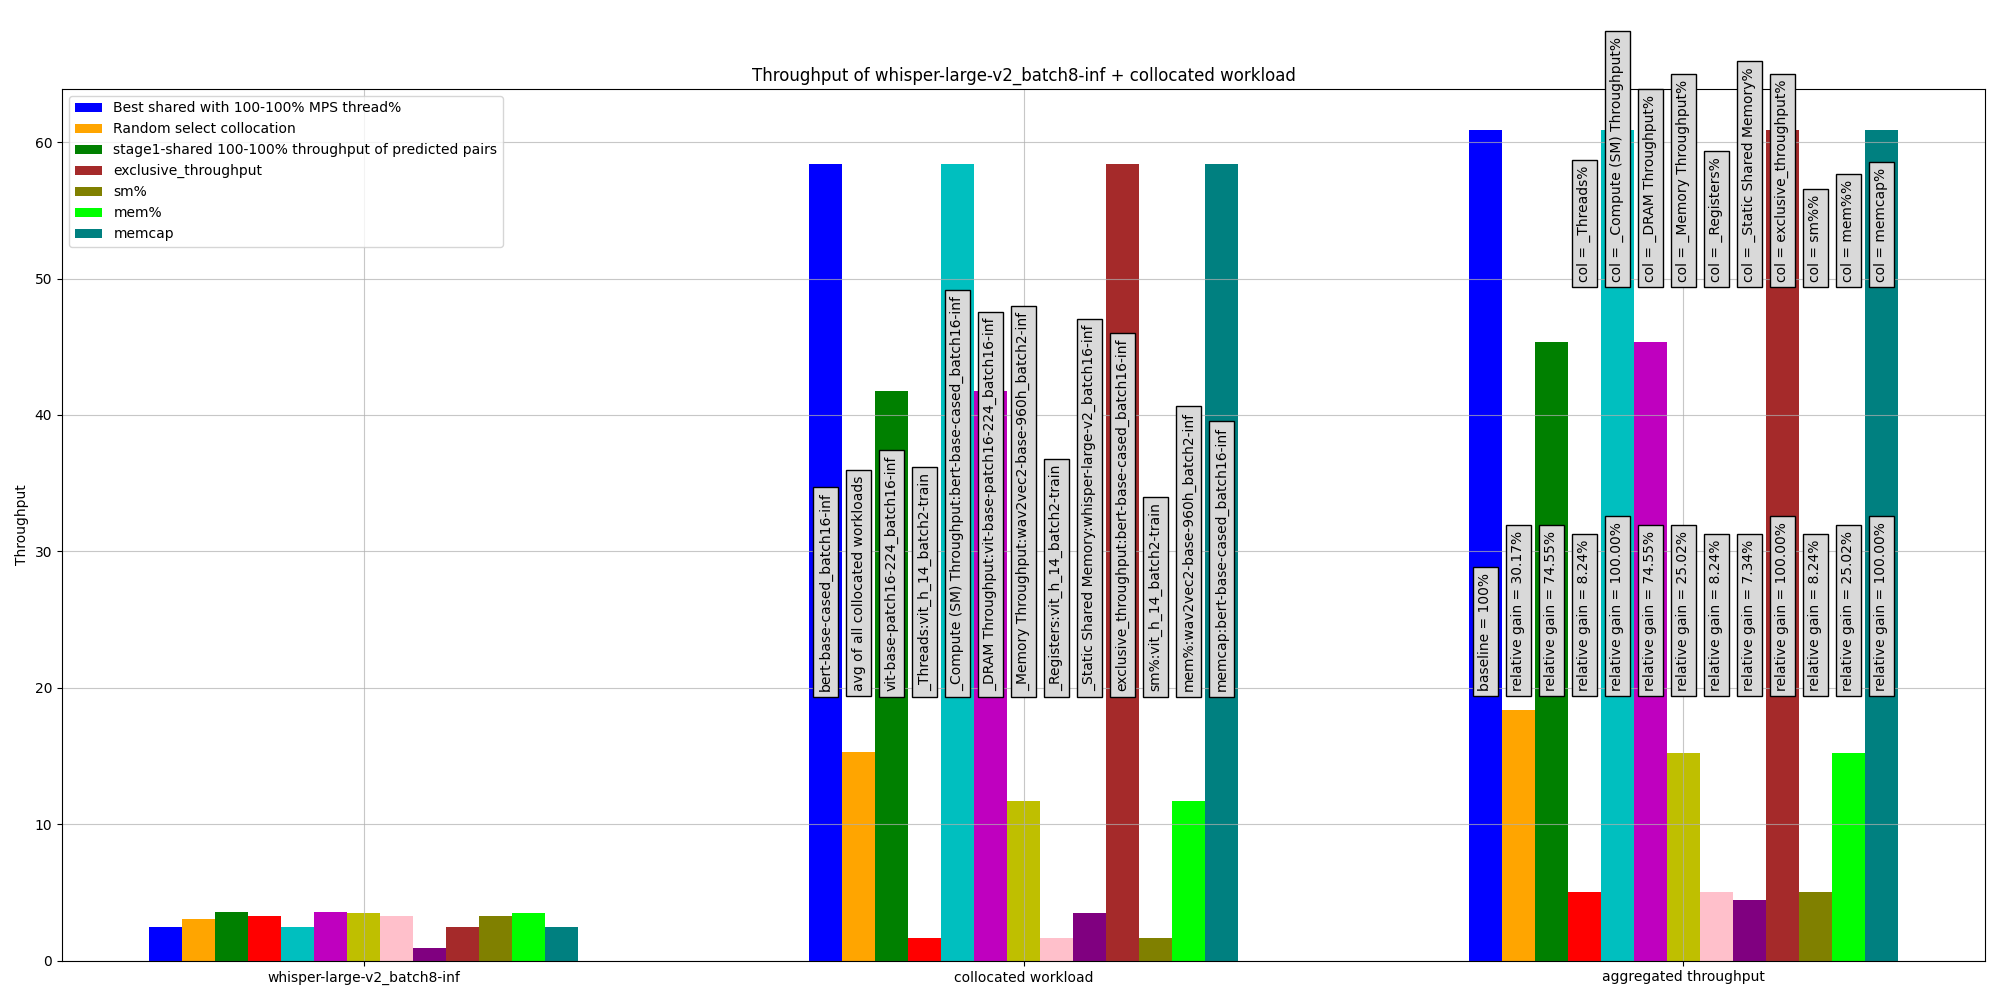 Throughput of whisper-large-v2_batch8-inf + collocated workload
Best shared with 100-100% MPS thread%
Random select collocation
stage1-shared 100-100% throughput of predicted pairs
exclusive_throughput
sm%
mem%
memcap
Throughput
60
50
40
30
20
10
0
bert-base-cased_batch16-inf
avg of all collocated workloads
vit-base-patch16-224_batch16-inf
_Threads:vit_h_14_batch2-train
_Compute (SM) Throughput:bert-base-cased_batch16-inf
_DRAM Throughput:vit-base-patch16-224_batch16-inf
_Memory Throughput:wav2vec2-base-960h_batch2-inf
_Registers:vit_h_14_batch2-train
_Static Shared Memory:whisper-large-v2_batch16-inf
exclusive_throughput:bert-base-cased_batch16-inf
sm%:vit_h_14_batch2-train
mem%:wav2vec2-base-960h_batch2-inf
memcap:bert-base-cased_batch16-inf
col = _Threads%
col = _Compute (SM) Throughput%
col = _DRAM Throughput%
col = _Memory Throughput%
col = _Registers%
col = _Static Shared Memory%
col = exclusive_throughput%
col = sm%%
col = mem%%
col = memcap%
baseline = 100%
relative gain = 30.17%
relative gain = 74.55%
relative gain = 8.24%
relative gain = 100.00%
relative gain = 74.55%
relative gain = 25.02%
relative gain = 8.24%
relative gain = 7.34%
relative gain = 100.00%
relative gain = 8.24%
relative gain = 25.02%
relative gain = 100.00%
whisper-large-v2_batch8-inf
collocated workload
aggregated throughput